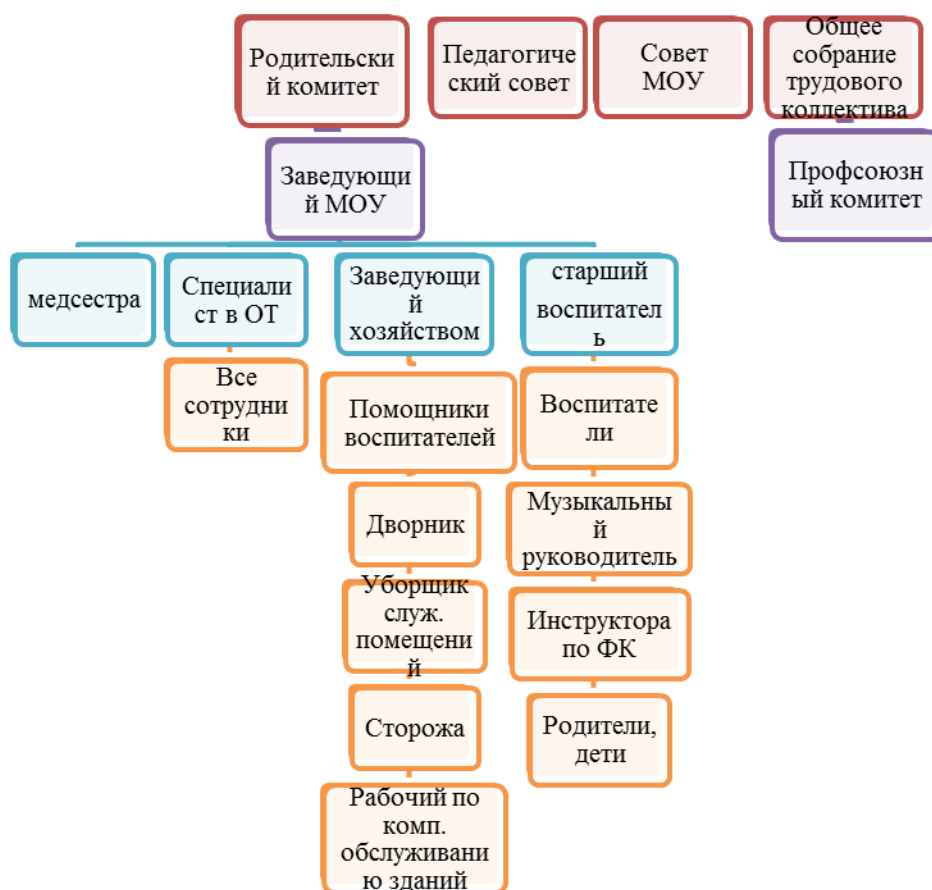 Родительски
й комитет
Педагогич
еский совет
Совет
МОУ
Общее
собрание
трудового
коллектива
Заведующи
й МОУ
Профсоюзн
ый комитет
медсестра
Специали
ст в ОТ
Заведующи
й
хозяйством
старший
воспитател
ь
Все
сотрудни
ки
Помощники
воспитателей
Воспитате
ли
Дворник
Музыкальны
й
руководитель
Уборщик
служ.
помещени
й
Инструктора
по ФК
Сторожа
Родители,
дети
Рабочий по
комп.
обслуживани
ю зданий